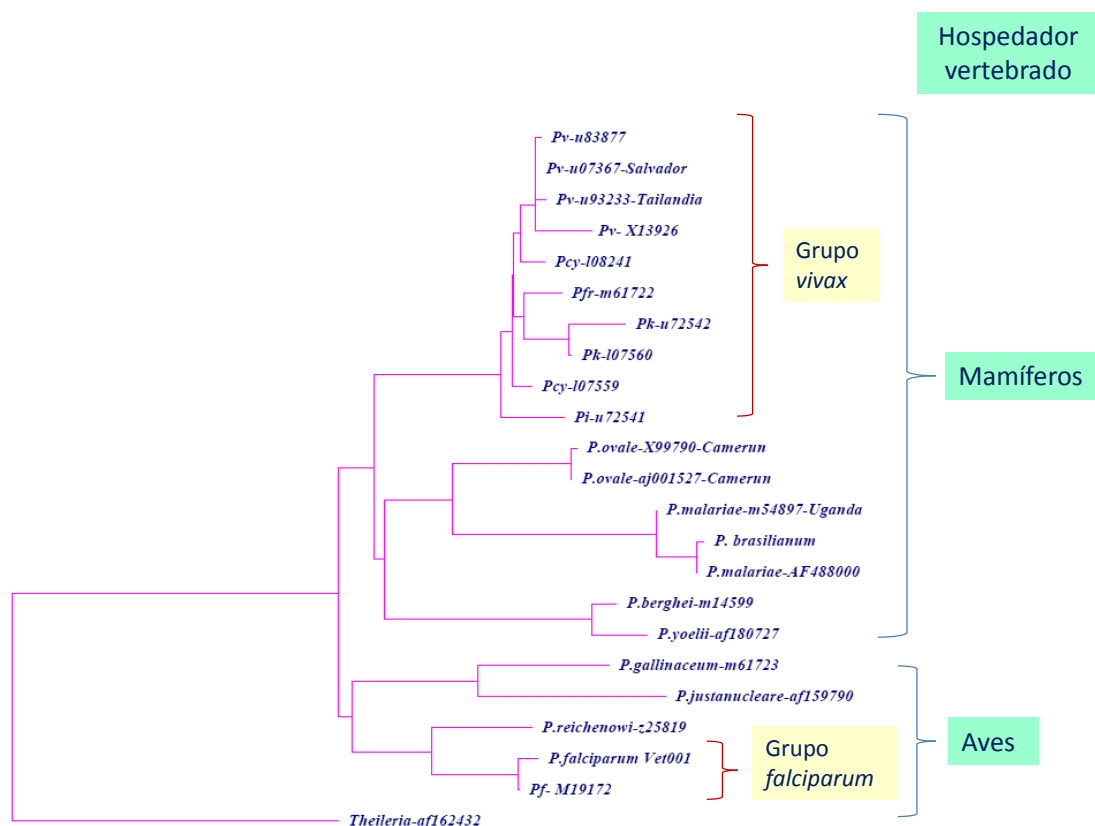 Hospedador
vertebrado
Pv-u83877
Pv-u07367-Salvador
Pv-u93233-Tailandia
Pv- X13926
Pcy-l08241
Pfr-m61722
Pk-u72542
Pk-l07560
Pcy-l07559
Pi-u72541
Grupo
vivax
P.ovale-X99790-Camerun
P.ovale-aj001527-Camerun
P.malariae-m54897-Uganda
P. brasilianum
P.malariae-AF488000
P.berghei-m14599
P.yoelii-af180727
Mamíferos
P.gallinaceum-m61723
P.justanucleare-af159790
P.reichenowi-z25819
P.falciparum Vet001
Pf- M19172
Grupo
falciparum
Aves
Theileria-af162432